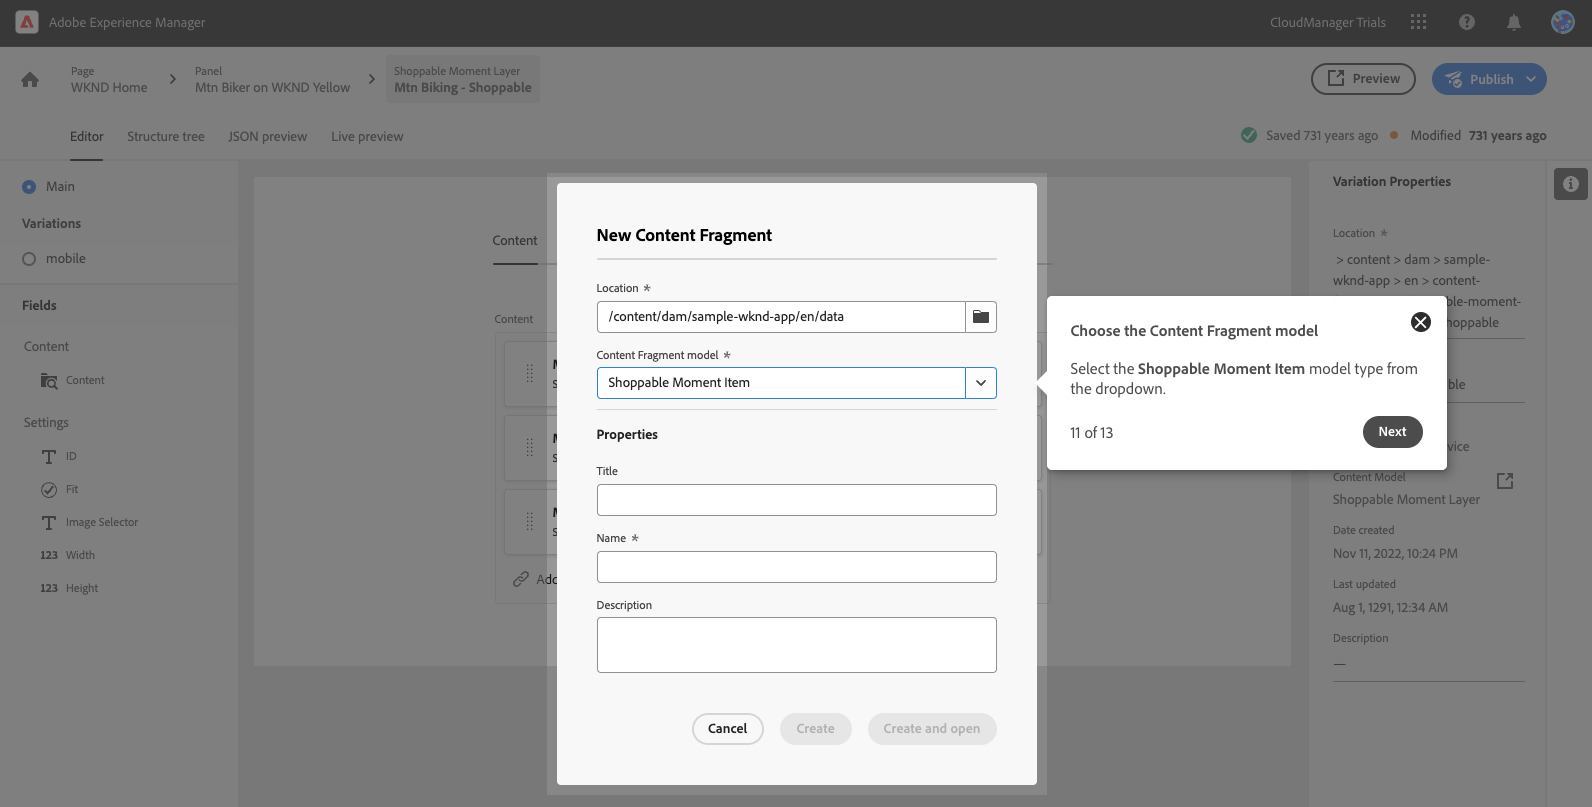 Adobe Experience Manager
CloudManager Trials
Page
WKND Home
Panel
Mtn Biker on WKND Yellow
Shoppable Moment Layer
Mtn Biking - Shoppable
Preview
Publish
Editor
Structure tree
JSON preview
Live preview
Saved 731 years ago
Modified 731 years ago
Main
Variations
mobile
Fields
Content
Content
Settings
ID
Fit
Image Selector
123 Width
123 Height
Content
Content
New Content Fragment
Location *
/content/dam/sample-wknd-app/en/data
Content Fragment model *
Shoppable Moment Item
Properties
Title
Name *
Description
Cancel
Create
Create and open
Choose the Content Fragment model
Select the Shoppable Moment Item model type from
the dropdown.
11 of 13
Next
Variation Properties
Location *
> content > dam > sample-
wknd-app > en > content-
Content Model
Shoppable Moment Layer
Date created
Nov 11, 2022, 10:24 PM
Last updated
Aug 1, 1291, 12:34 AM
Description
—